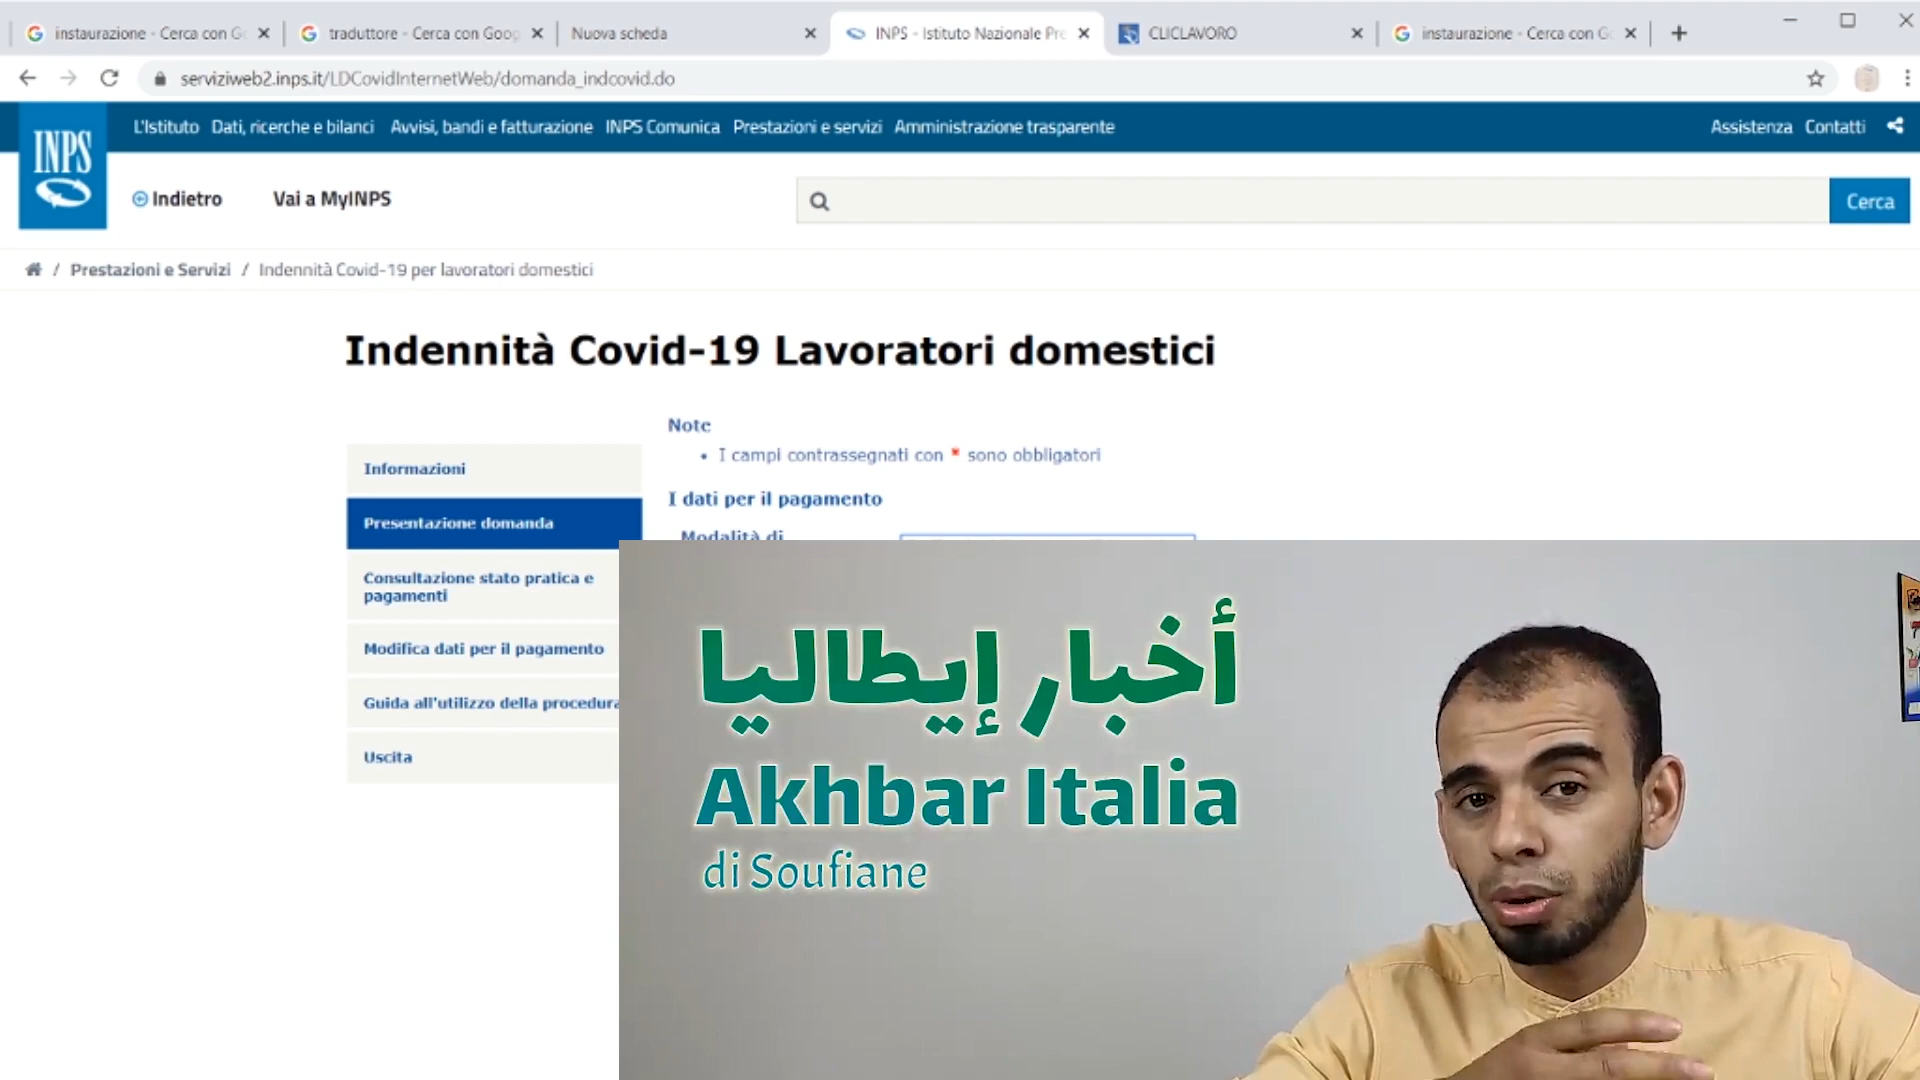 instaurazione - Cerca con G
traduttore - Cerca con Goog
Nuova scheda
INPS - Istituto Nazionale Pre
CLICLAVORO
instaurazione - Cerca con G
serviziweb2.inps.it/LDCovidInternetWeb/domanda_indcovid.do
INPS
L'Istituto Dati, ricerche e bilanci Avvisi, bandi e fatturazione INPS Comunica Prestazioni e servizi Amministrazione trasparente Assistenza Contatti
Indietro Vai a MyINPS Cerca
/ Prestazioni e Servizi / Indennità Covid-19 per lavoratori domestici
Indennità Covid-19 Lavoratori domestici
Informazioni
Presentazione domanda
Consultazione stato pratica e
pagamenti
Modifica dati per il pagamento
Guida all'utilizzo della procedura
Uscita
Note
• I campi contrassegnati con * sono obbligatori
I dati per il pagamento
Modalità di
أخبار إيطاليا
Akhbar Italia
di Soufiane